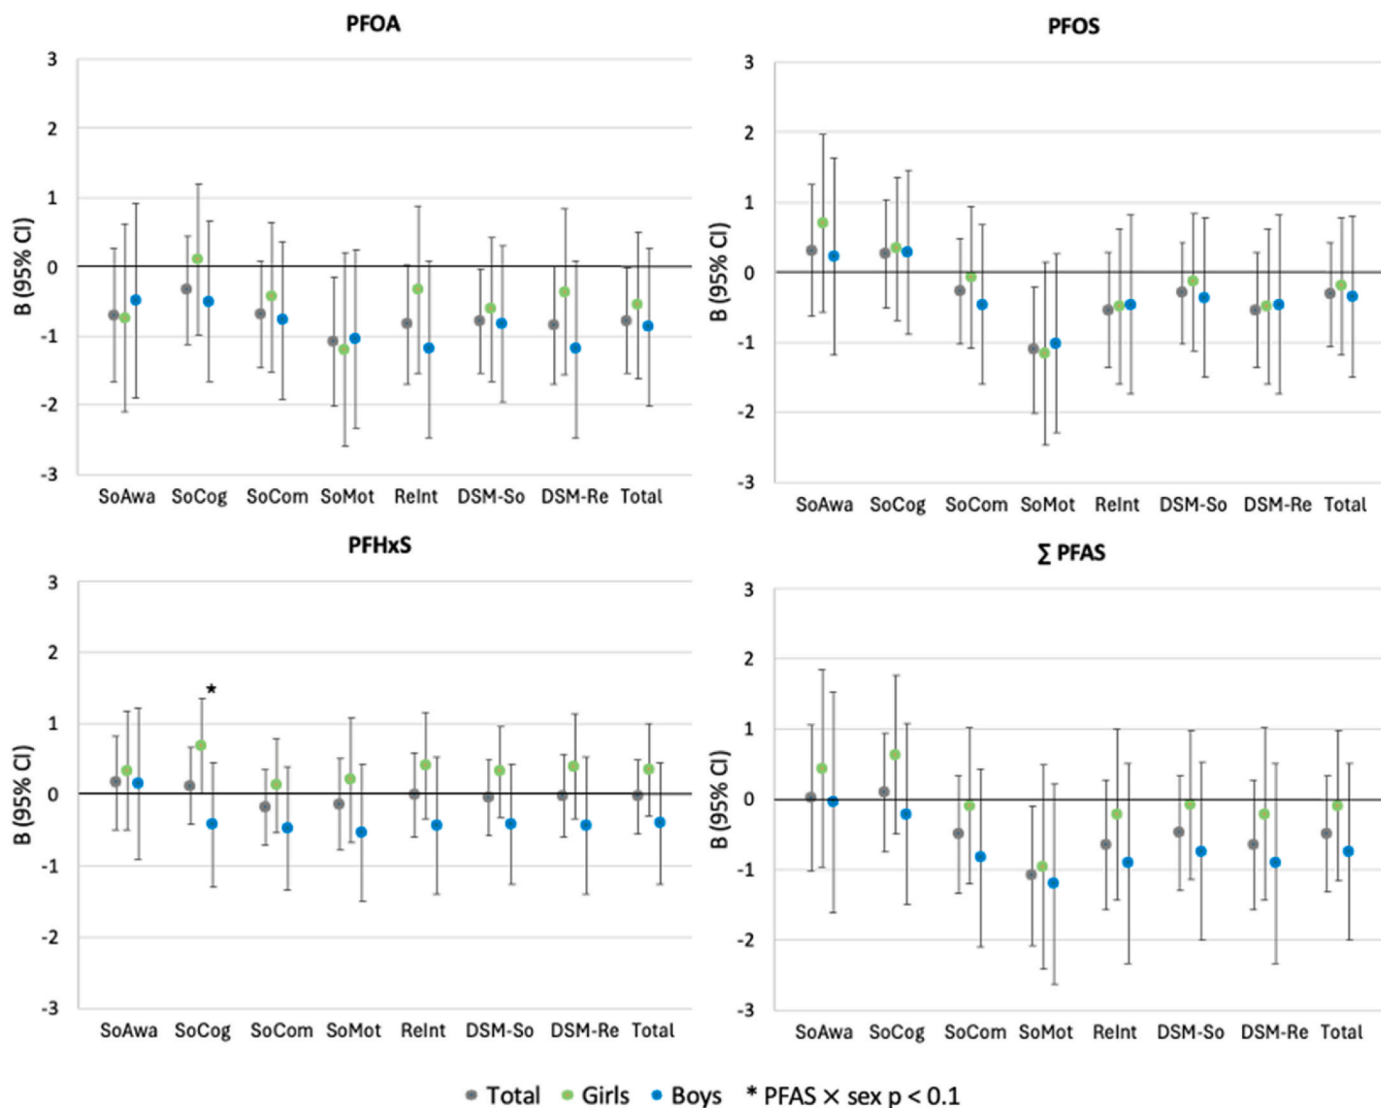 PFOA
B (95% CI)
3
2
1
0
-1
-2
-3
SoAwa SoCog SoCom SoMot ReInt DSM-So DSM-Re Total
PFOS
B (95% CI)
3
2
1
0
-1
-2
-3
SoAwa SoCog SoCom SoMot ReInt DSM-So DSM-Re Total
PFHxS
B (95% CI)
3
2
1
0
-1
-2
-3
*
SoAwa SoCog SoCom SoMot ReInt DSM-So DSM-Re Total
∑ PFAS
B (95% CI)
3
2
1
0
-1
-2
-3
SoAwa SoCog SoCom SoMot ReInt DSM-So DSM-Re Total
Total Girls Boys * PFAS × sex p < 0.1